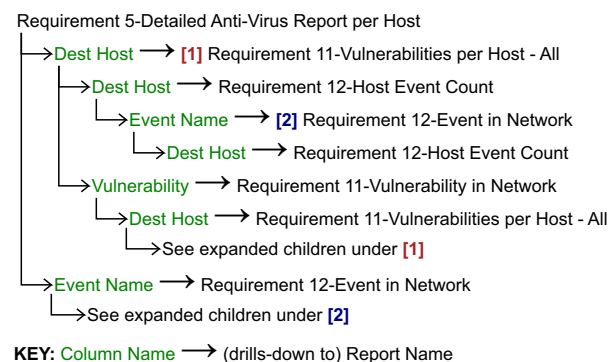 Requirement 5-Detailed Anti-Virus Report per Host
Dest Host → [1] Requirement 11-Vulnerabilities per Host - All
Dest Host → Requirement 12-Host Event Count
Event Name → [2] Requirement 12-Event in Network
Dest Host → Requirement 12-Host Event Count
Vulnerability → Requirement 11-Vulnerability in Network
Dest Host → Requirement 11-Vulnerabilities per Host - All
See expanded children under [1]
Event Name → Requirement 12-Event in Network
See expanded children under [2]
KEY: Column Name → (drills-down to) Report Name